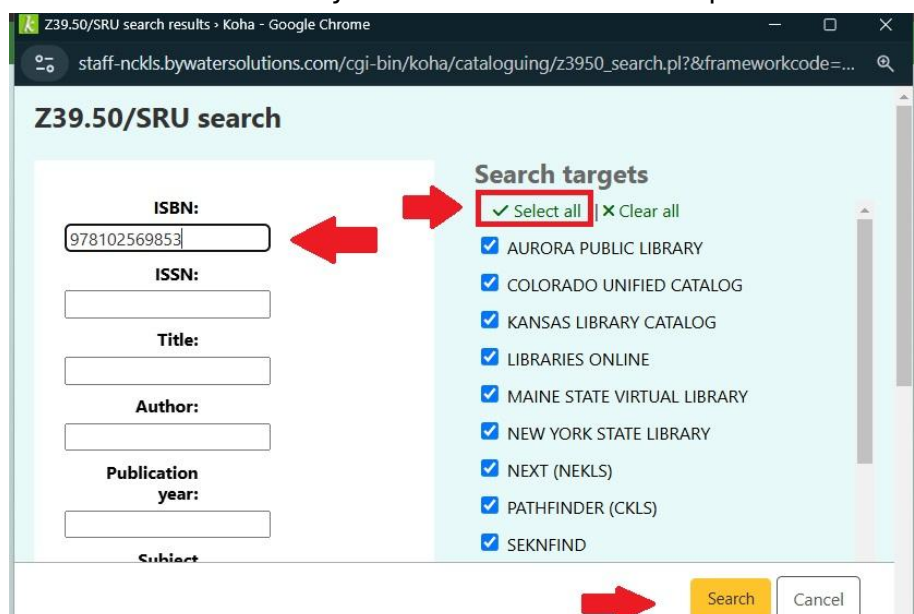 Z39.50/SRU search results › Koha - Google Chrome
staff-nckls.bywatersolutions.com/cgi-bin/koha/cataloguing/z3950_search.pl?&frameworkcode=...
Z39.50/SRU search
ISBN:
978102569853
ISSN:
Title:
Author:
Publication
year:
Subject
Search targets
✓ Select all | ✕ Clear all
AURORA PUBLIC LIBRARY
COLORADO UNIFIED CATALOG
KANSAS LIBRARY CATALOG
LIBRARIES ONLINE
MAINE STATE VIRTUAL LIBRARY
NEW YORK STATE LIBRARY
NEXT (NEKLS)
PATHFINDER (CKLS)
SEKNFIND
Search
Cancel